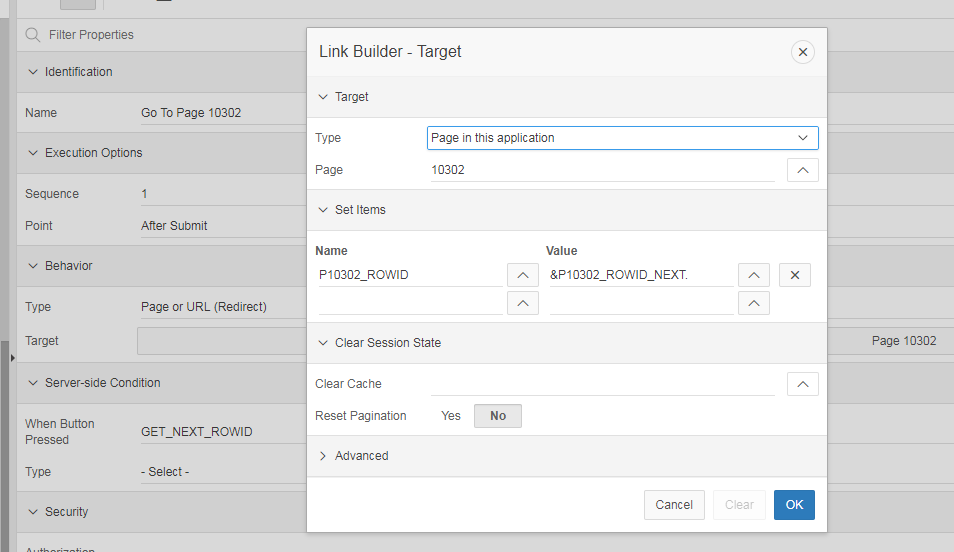 Filter Properties
Identification
Name Go To Page 10302
Execution Options
Sequence 1
Point After Submit
Behavior
Type Page or URL (Redirect)
Target Page 10302
Server-side Condition
When Button
Pressed GET_NEXT_ROWID
Type - Select -
Security
Authorization
Link Builder - Target
Target
Type Page in this application
Page 10302
Set Items
Name Value
P10302_ROWID &P10302_ROWID_NEXT.
Clear Session State
Clear Cache
Reset Pagination Yes No
Advanced
Cancel Clear OK